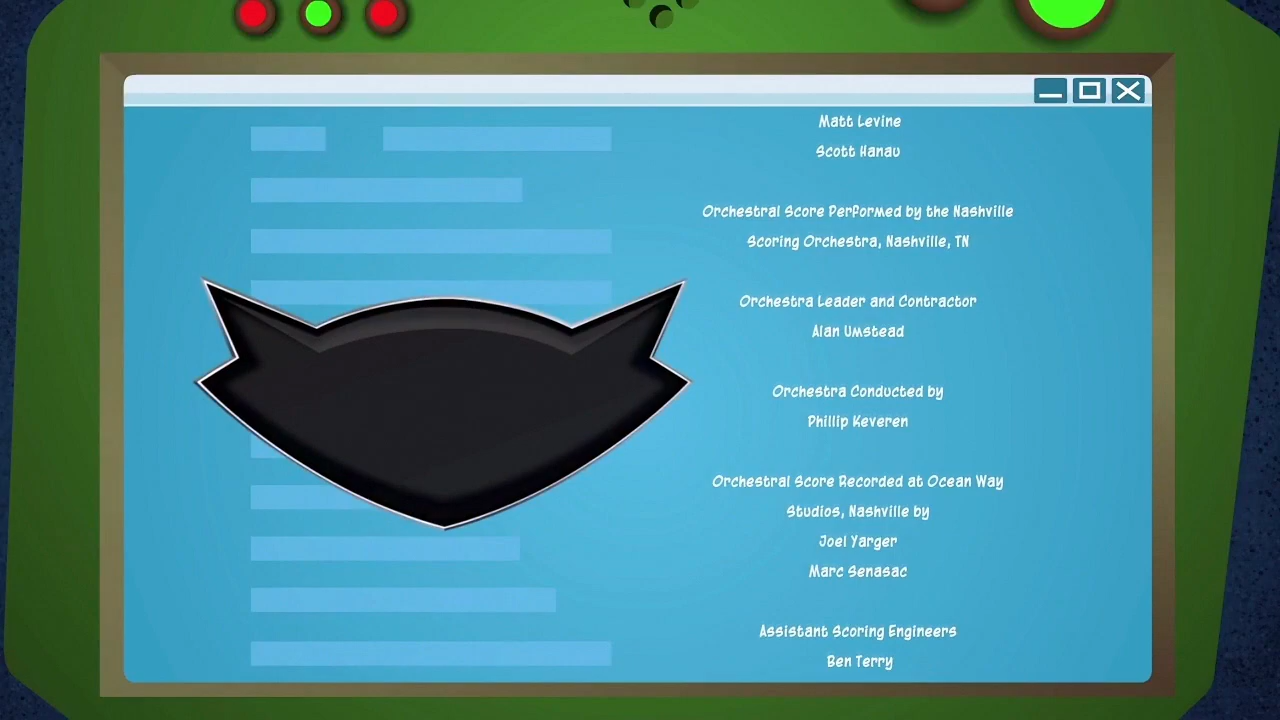 Matt Levine
Scott Hanau
Orchestral Score Performed by the Nashville
Scoring Orchestra, Nashville, TN
Orchestra Leader and Contractor
Alan Umstead
Orchestra Conducted by
Phillip Keveren
Orchestral Score Recorded at Ocean Way
Studios, Nashville by
Joel Yarger
Marc Senasac
Assistant Scoring Engineers
Ben Terry